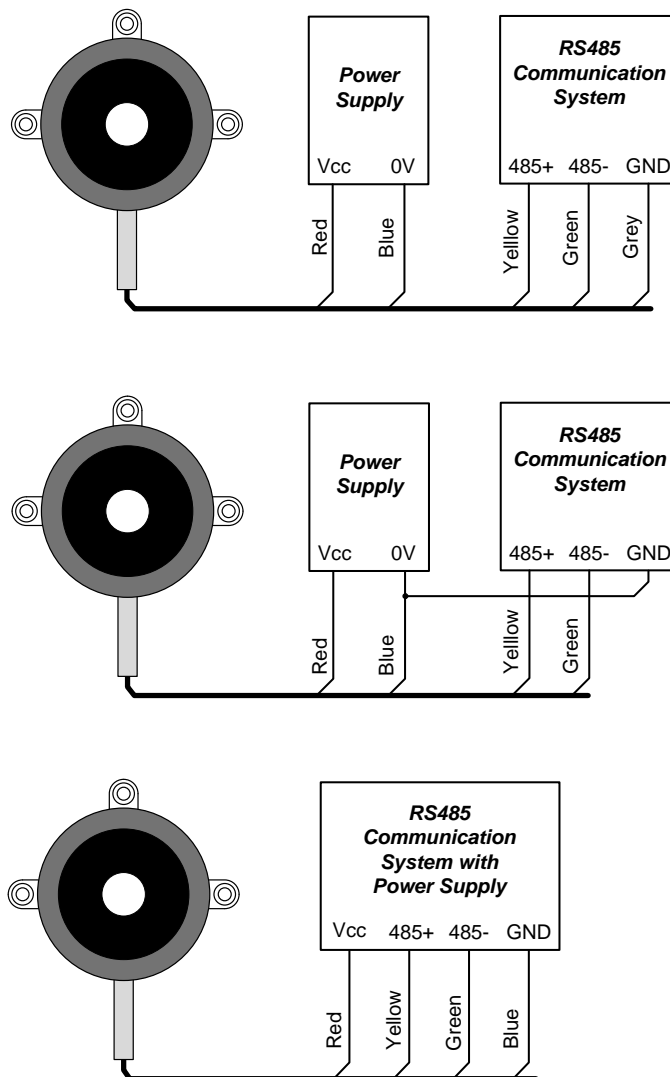 Power
Supply
Vcc 0V
Red
Blue
RS485
Communication
System
485+ 485- GND
Yelllow
Green
Grey
Power
Supply
Vcc 0V
Red
Blue
RS485
Communication
System
485+ 485- GND
Yelllow
Green
RS485
Communication
System with
Power Supply
Vcc 485+ 485- GND
Red
Yellow
Green
Blue